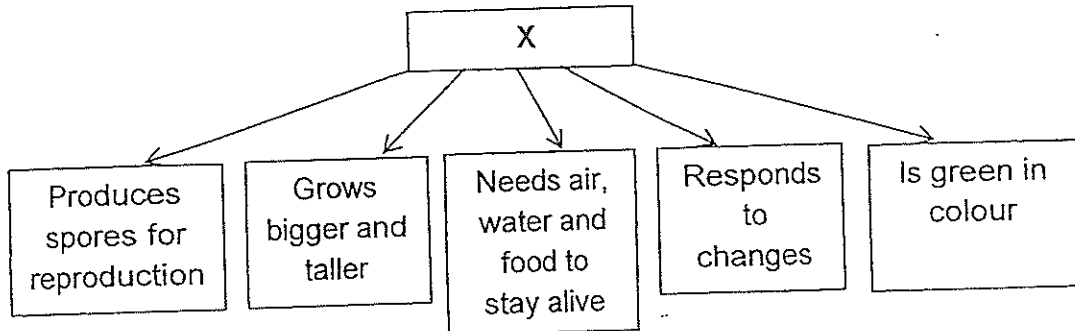 X
Produces
spores for
reproduction
Grows
bigger and
taller
Needs air,
water and
food to
stay alive
Responds
to
changes
Is green in
colour